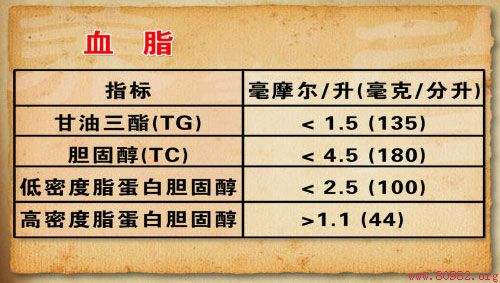 血脂
指标 毫摩尔/升(毫克/分升)
甘油三酯(TG) < 1.5 (135)
胆固醇(TC) < 4.5 (180)
低密度脂蛋白胆固醇 < 2.5 (100)
高密度脂蛋白胆固醇 >1.1 (44)
www.80982.org